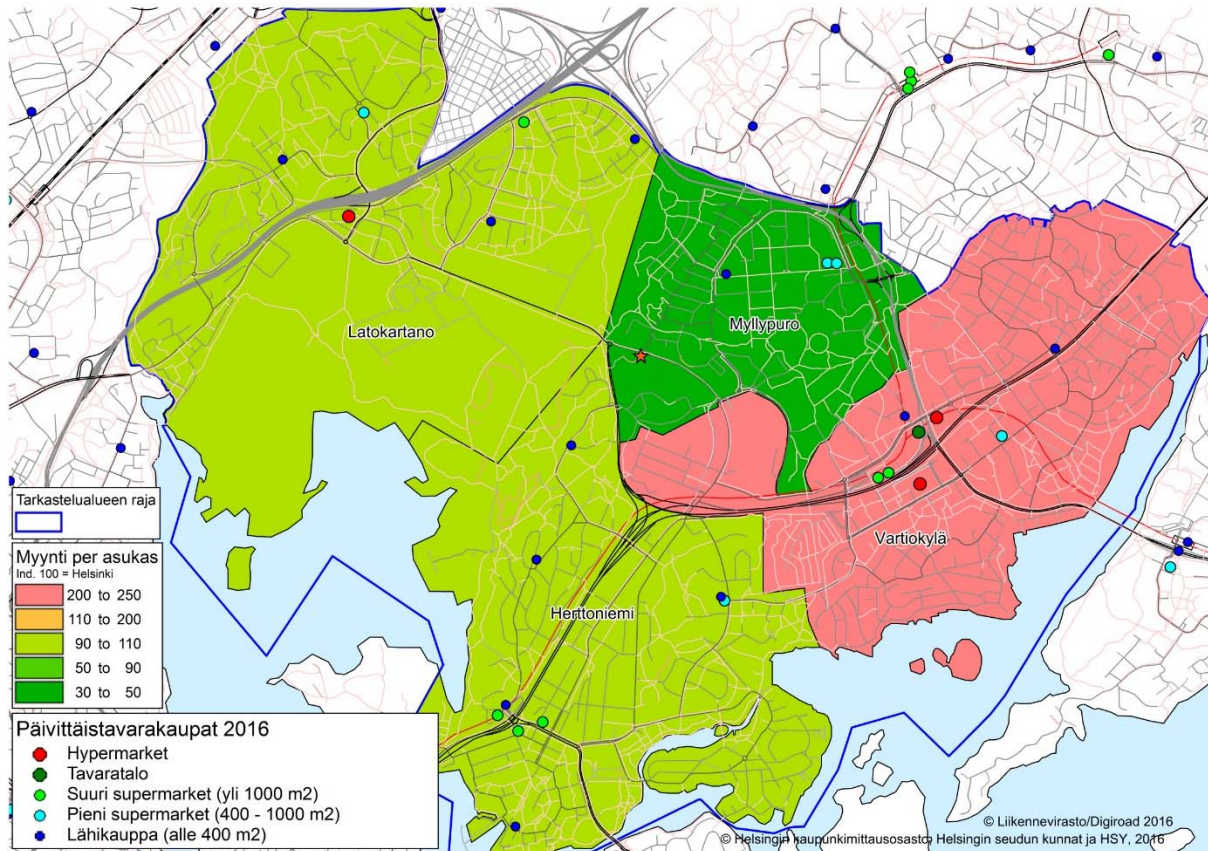 Latokartano
Myllypuro
Vartiokylä
Herttoniemi
Tarkastelualueen raja
Myynti per asukas
Ind. 100 = Helsinki
200 to 250
110 to 200
90 to 110
50 to 90
30 to 50
Päivittäistavarakaupat 2016
Hypermarket
Tavaratalo
Suuri supermarket (yli 1000 m2)
Pieni supermarket (400 - 1000 m2)
Lähikauppa (alle 400 m2)
© Liikennevirasto/Digiroad 2016
© Helsingin kaupunkimittausosasto, Helsingin seudun kunnat ja HSY, 2016